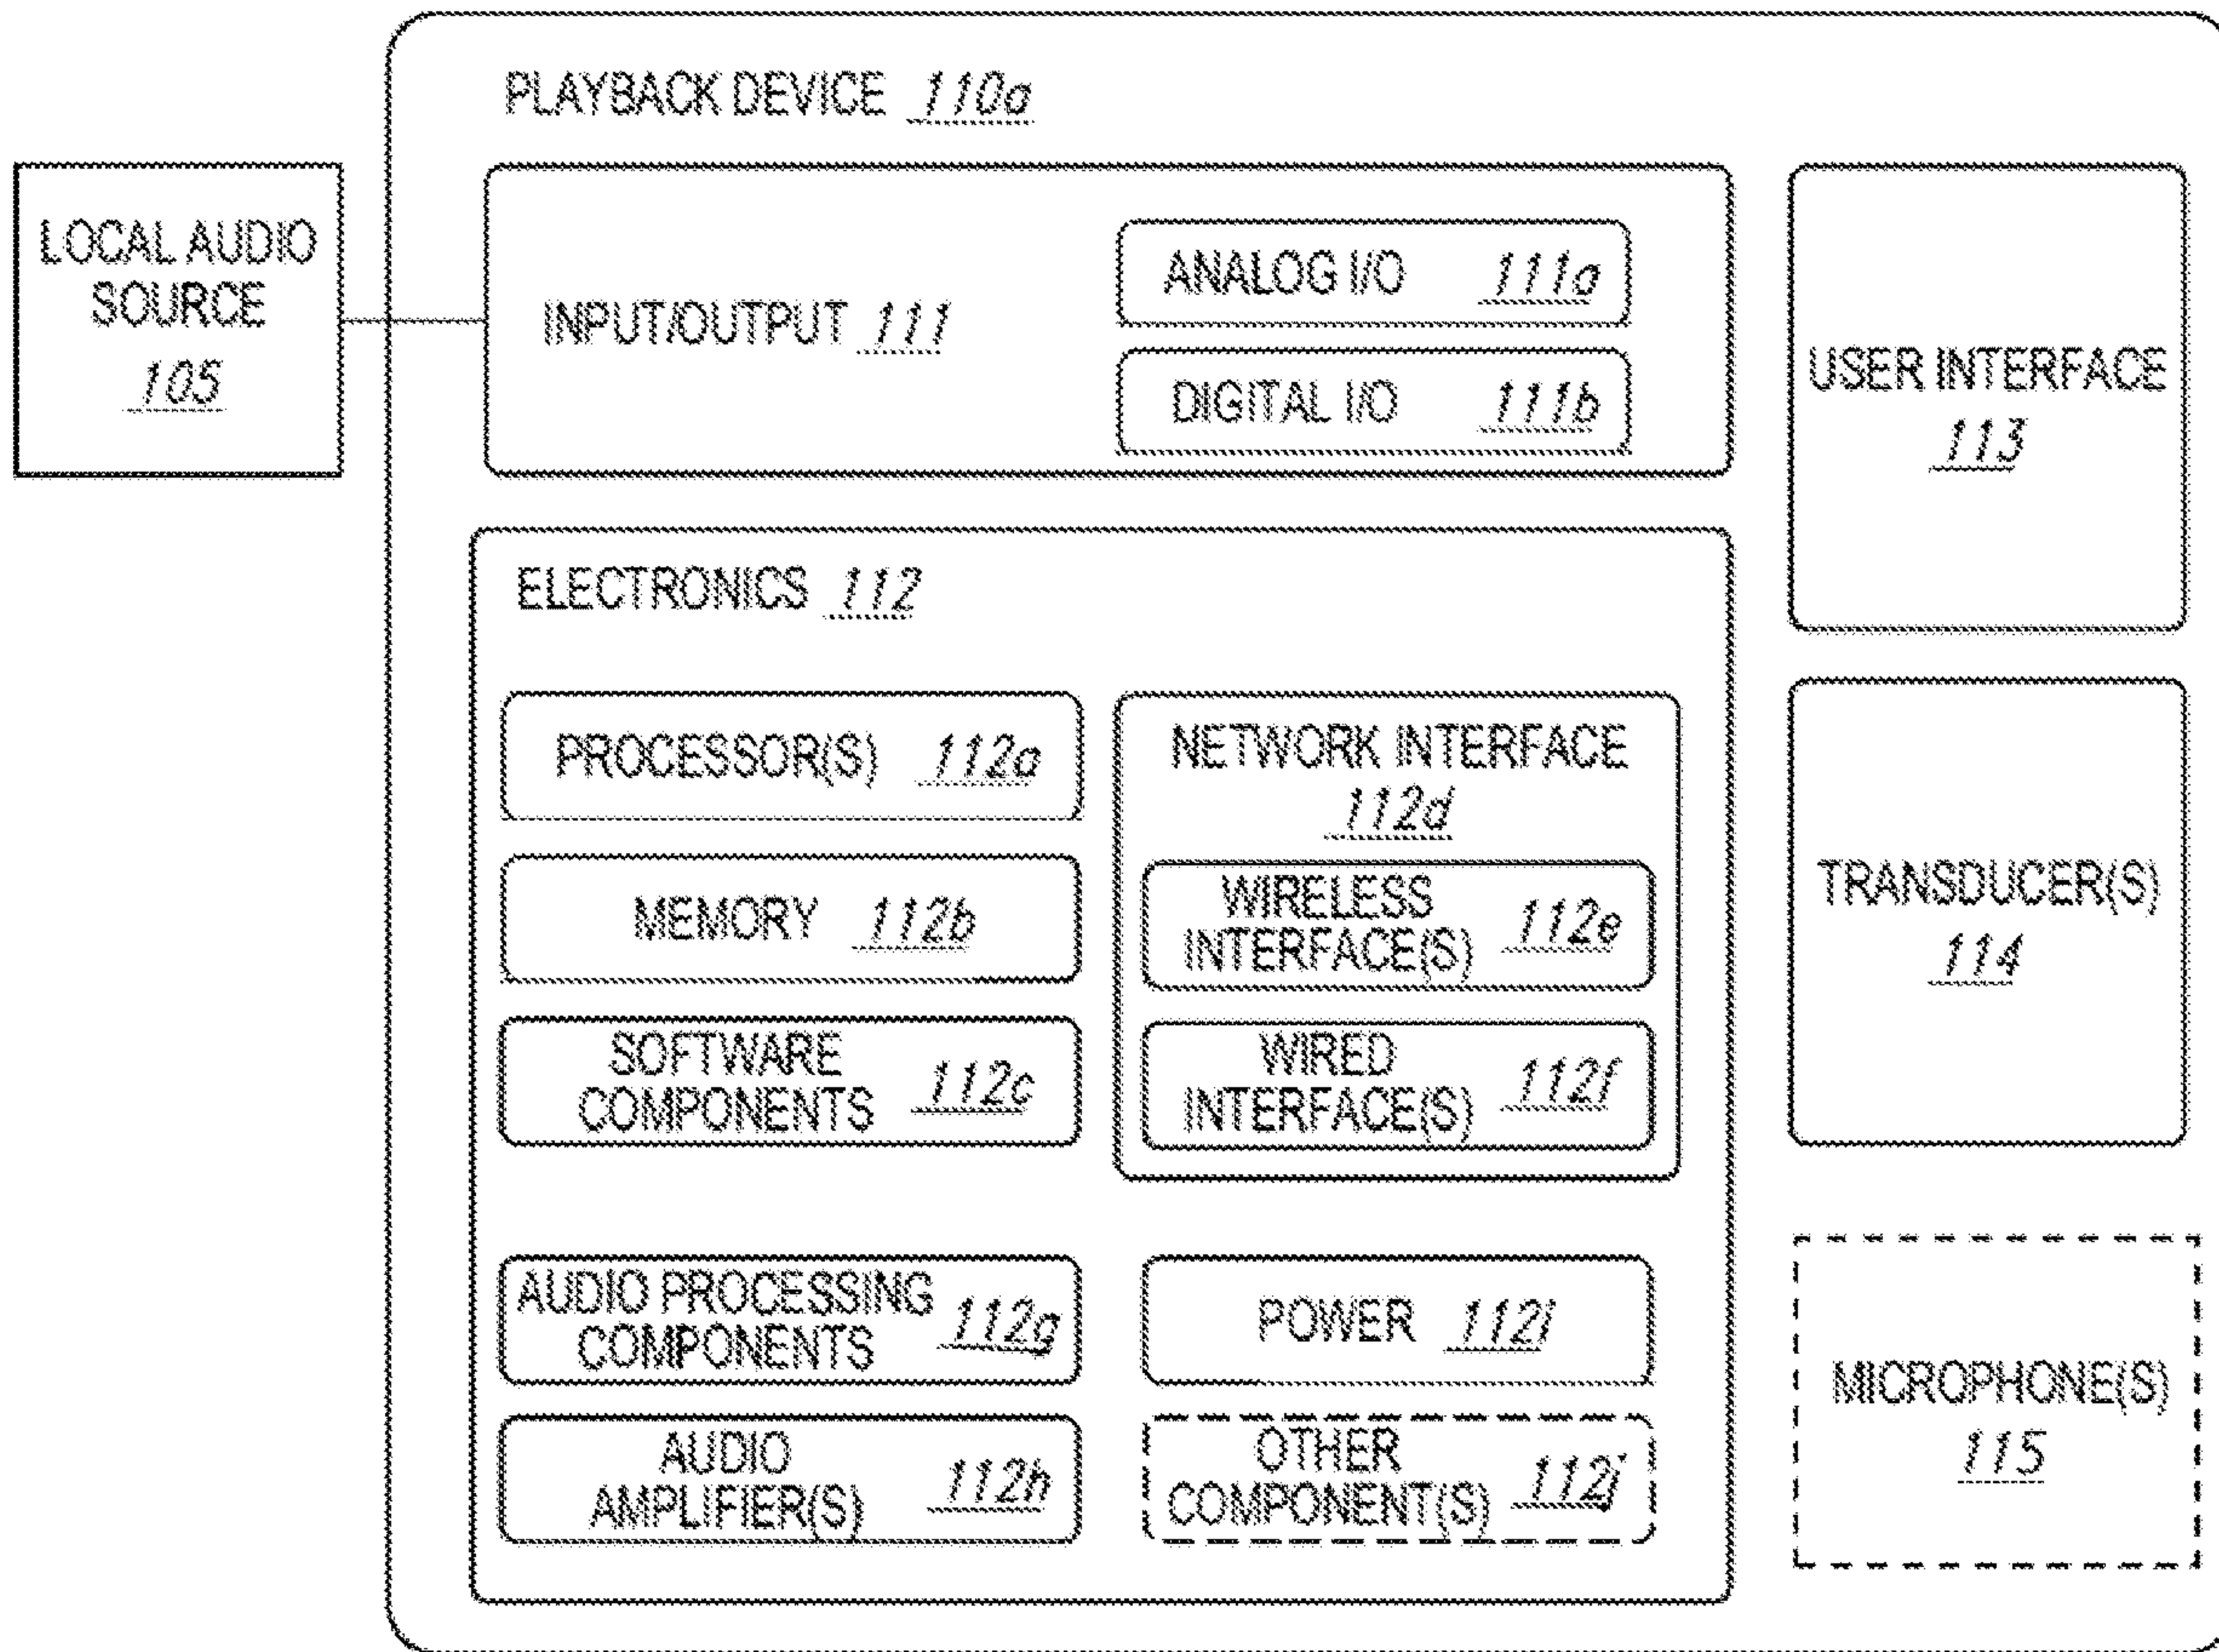 PLAYBACK DEVICE 110a
LOCAL AUDIO
SOURCE
105
INPUT/OUTPUT 111
ANALOG I/O 111a
DIGITAL I/O 111b
USER INTERFACE
113
ELECTRONICS 112
PROCESSOR(S) 112a
MEMORY 112b
SOFTWARE
COMPONENTS 112c
NETWORK INTERFACE
112d
WIRELESS
INTERFACE(S) 112e
WIRED
INTERFACE(S) 112f
TRANSDUCER(S)
114
AUDIO PROCESSING
COMPONENTS 112g
AUDIO
AMPLIFIER(S) 112h
POWER 112i
OTHER
COMPONENT(S) 112j
MICROPHONE(S)
115